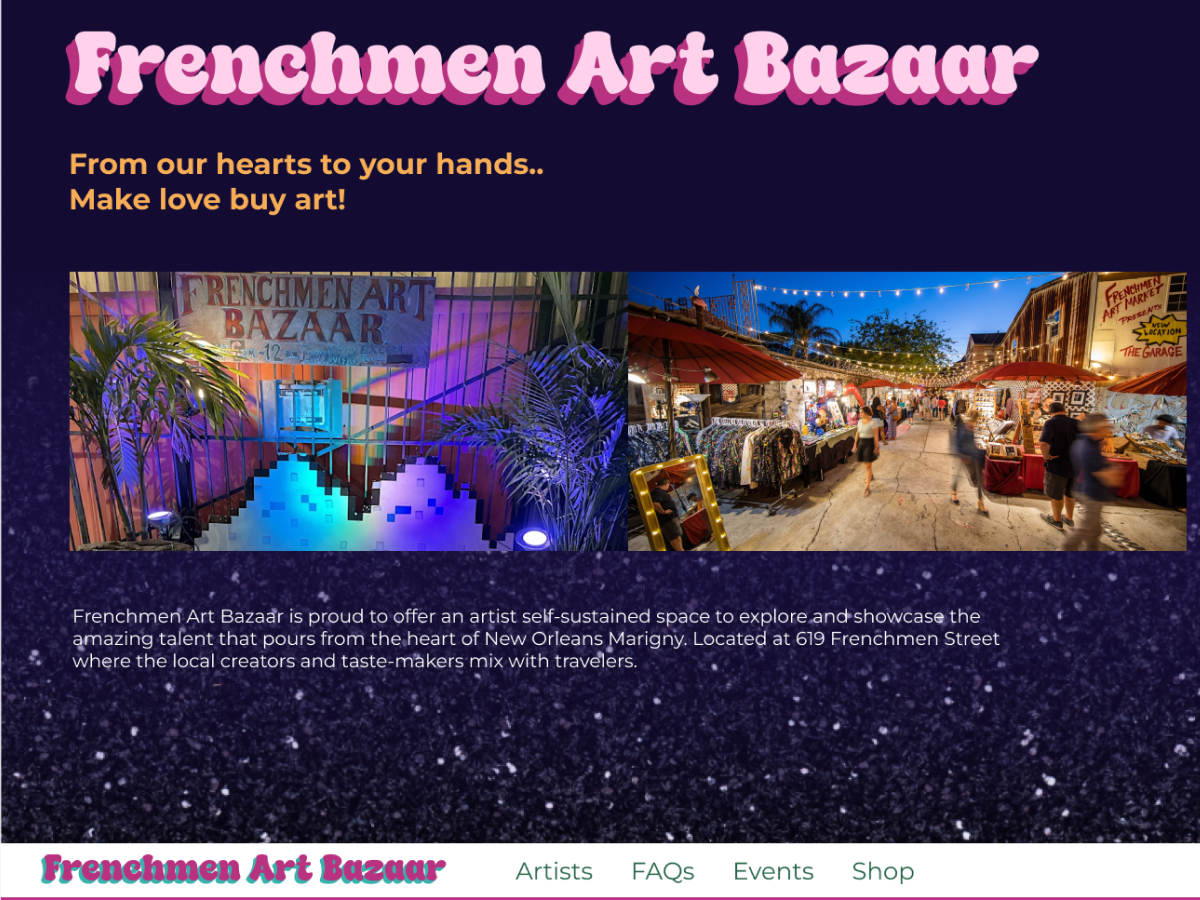 Frenchmen Art Bazaar
From our hearts to your hands..
Make love buy art!
FRENCHMEN ART
BAZAAR
FRENCHMEN
ART MARKET
PRESENTS
NEW
LOCATION
THE GARAGE
Frenchmen Art Bazaar is proud to offer an artist self-sustained space to explore and showcase the
amazing talent that pours from the heart of New Orleans Marigny. Located at 619 Frenchmen Street
where the local creators and taste-makers mix with travelers.
Frenchmen Art Bazaar Artists FAQs Events Shop